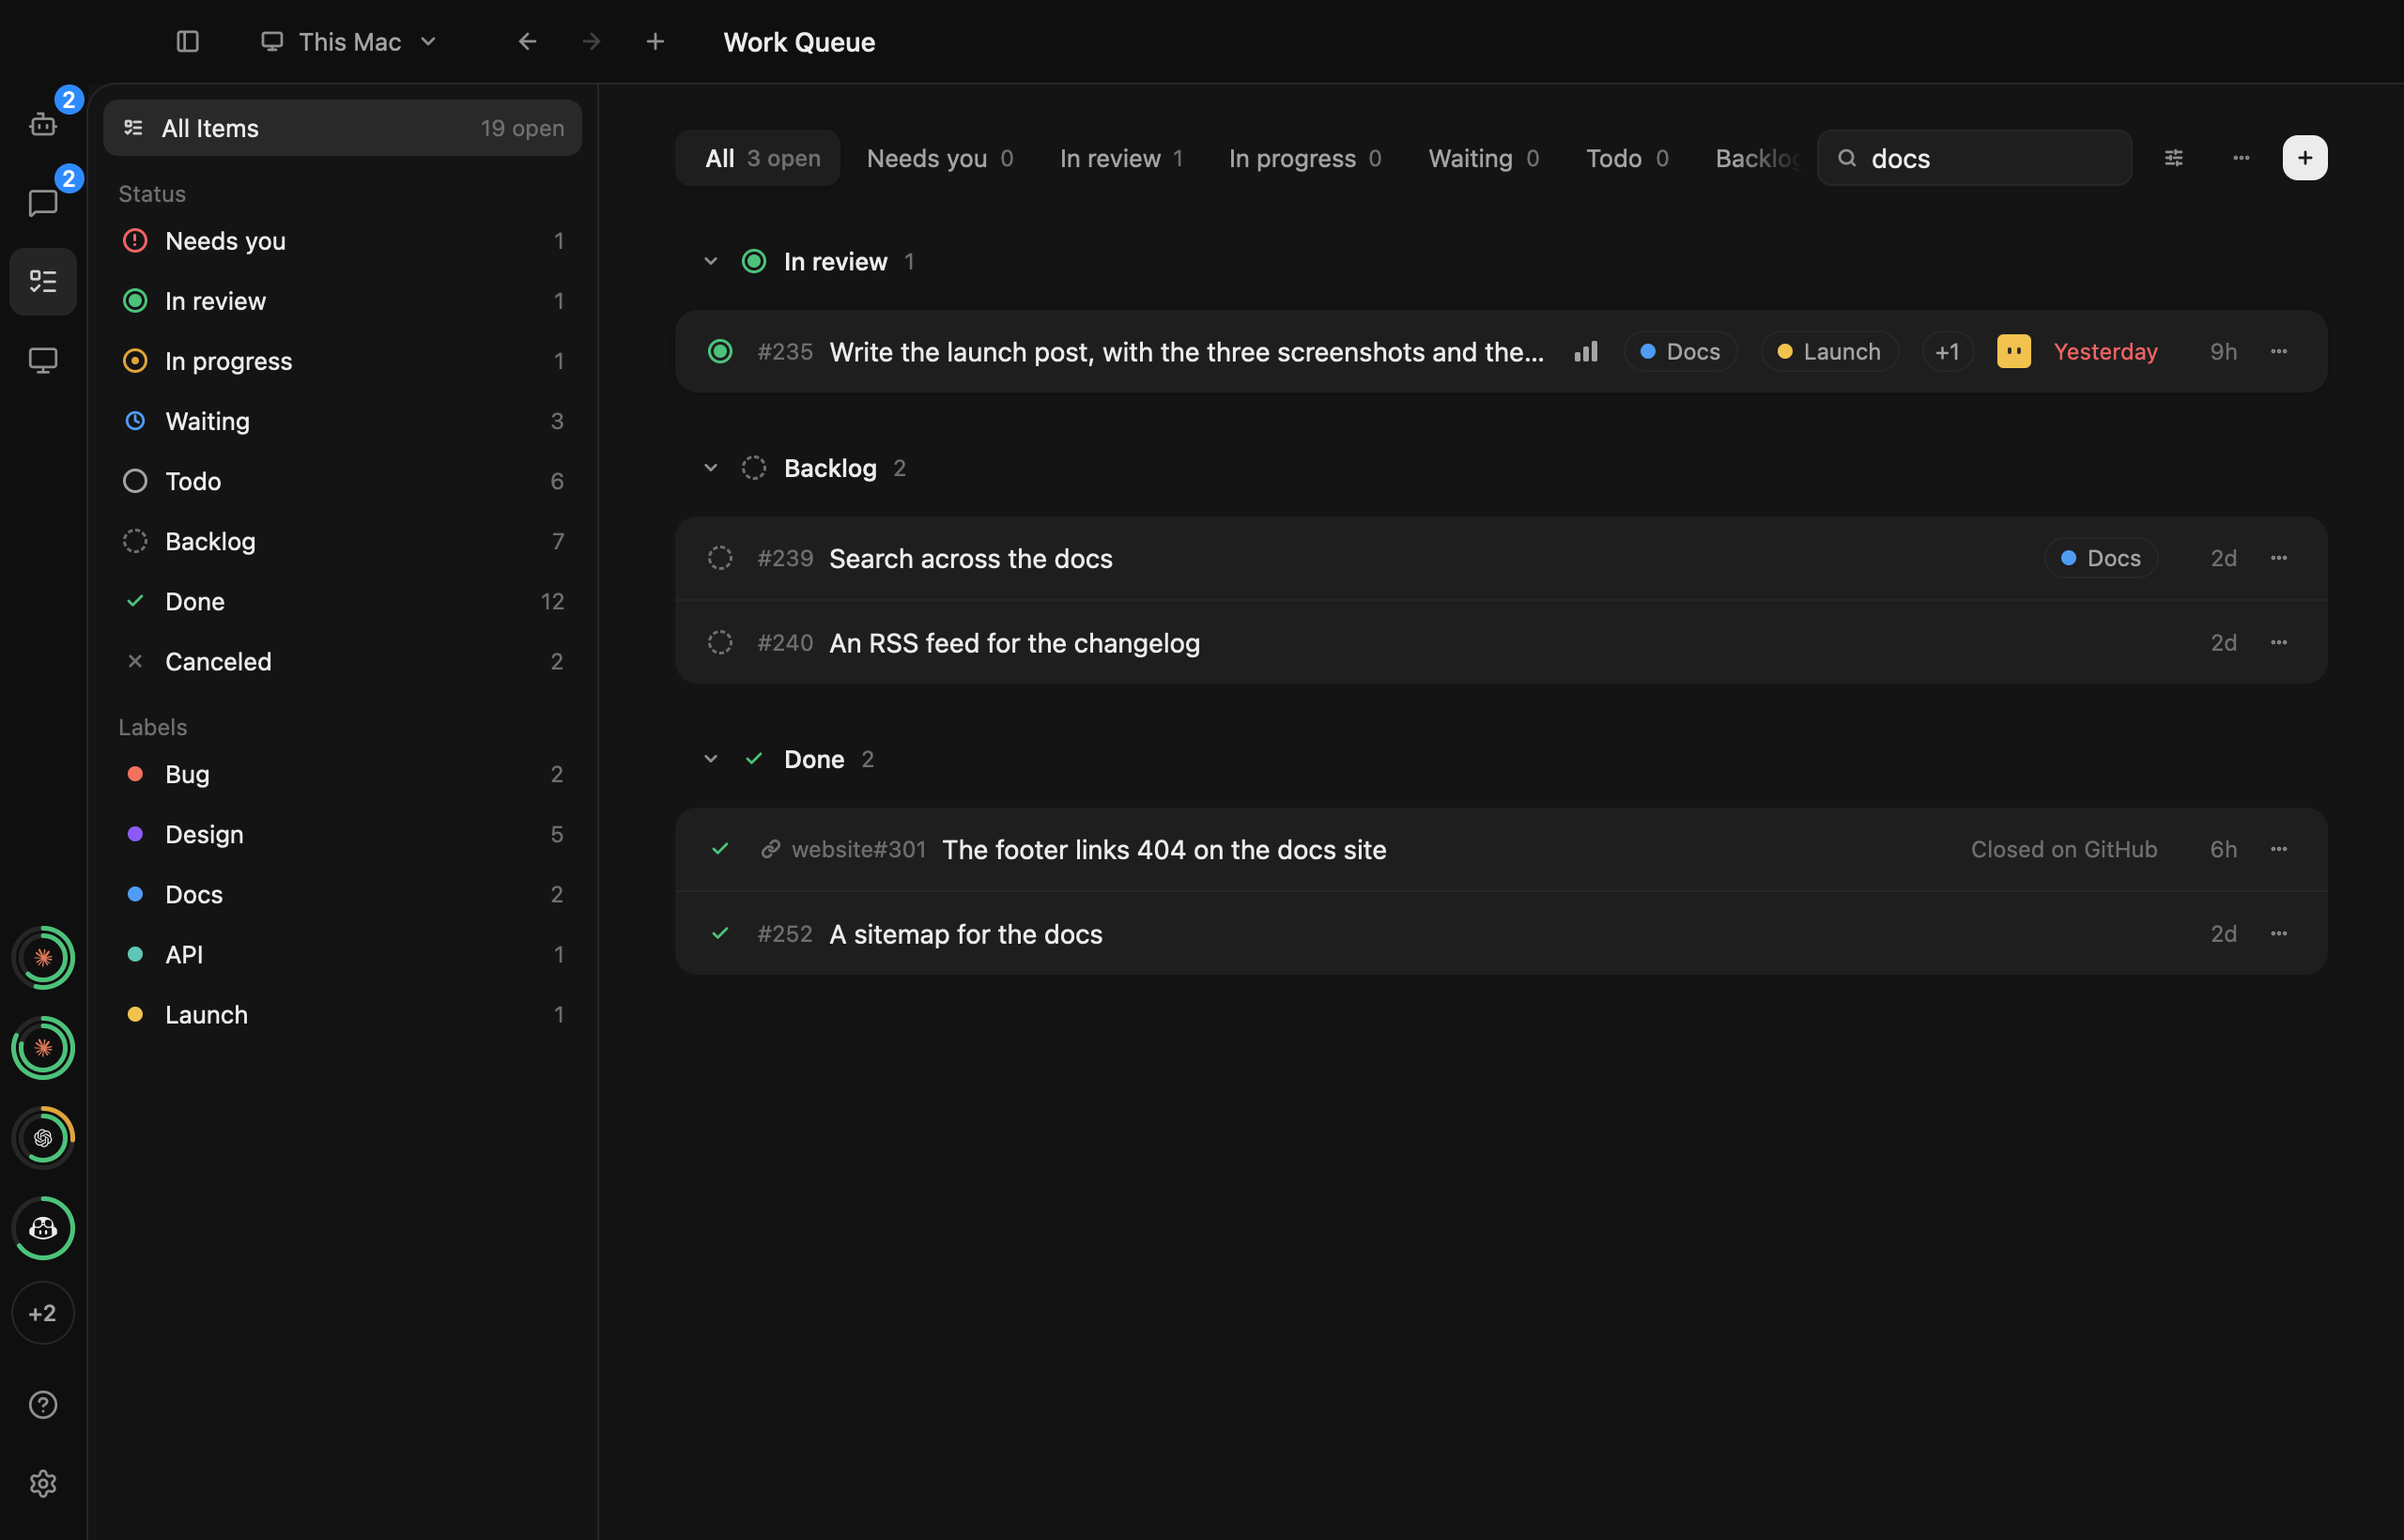 This Mac
Work Queue
2
2
All Items 19 open
Status
Needs you 1
In review 1
In progress 1
Waiting 3
Todo 6
Backlog 7
Done 12
Canceled 2
Labels
Bug 2
Design 5
Docs 2
API 1
Launch 1
+2
All 3 open Needs you 0 In review 1 In progress 0 Waiting 0 Todo 0 Backlog docs
In review 1
#235 Write the launch post, with the three screenshots and the... Docs Launch +1 Yesterday 9h
Backlog 2
#239 Search across the docs Docs 2d
#240 An RSS feed for the changelog 2d
Done 2
website#301 The footer links 404 on the docs site Closed on GitHub 6h
#252 A sitemap for the docs 2d